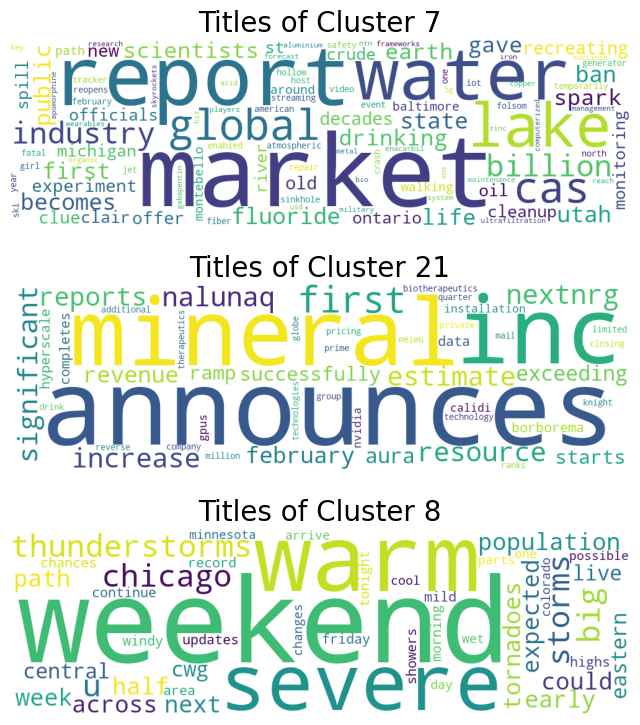 Titles of Cluster 7
key research aluminium safety ntn frameworks
path new scientists st crude earth gave recreating
spill public report water ban
officials global decades state spark
industry drinking lake
michigan market billion monitoring
fatal first river old cas
girl experiment oil north
becomes walking cleanup utah
year clue clair offer montebello fluoride ontario life
ski fiber sinkhole usd military ultrafiltration
tracker hollow forecast streaming video event american baltimore iot
reopens february around host atmospheric one 5g
skyrockets apomorphine acid players zinc iron copper
generator temporarily folsom computerized management
enabled metal crash enacarbil repair bio system
organic jet gabapentin maintenance reach wearables
Titles of Cluster 21
reports nalunaq first biotherapeutics nextnrg
additional quarter installation
significant hyperscale completes mineral inc
therapeutics globe pricing private limited
prime meiwu data mail closing
revenue ramp successfully estimate exceeding
announces
drink gpus technologies group nvidia calidi technology knight
borborema
increase february aura resource starts
reverse company million ranks
Titles of Cluster 8
minnesota arrive population
thunderstorms record warm
chances chicago tonight parts one possible
path cool colorado live
continue weekend mild
windy updates changes friday morning wet tornadoes expected storms big
central cwg severe showers highs eastern
u half area day could
week across next early